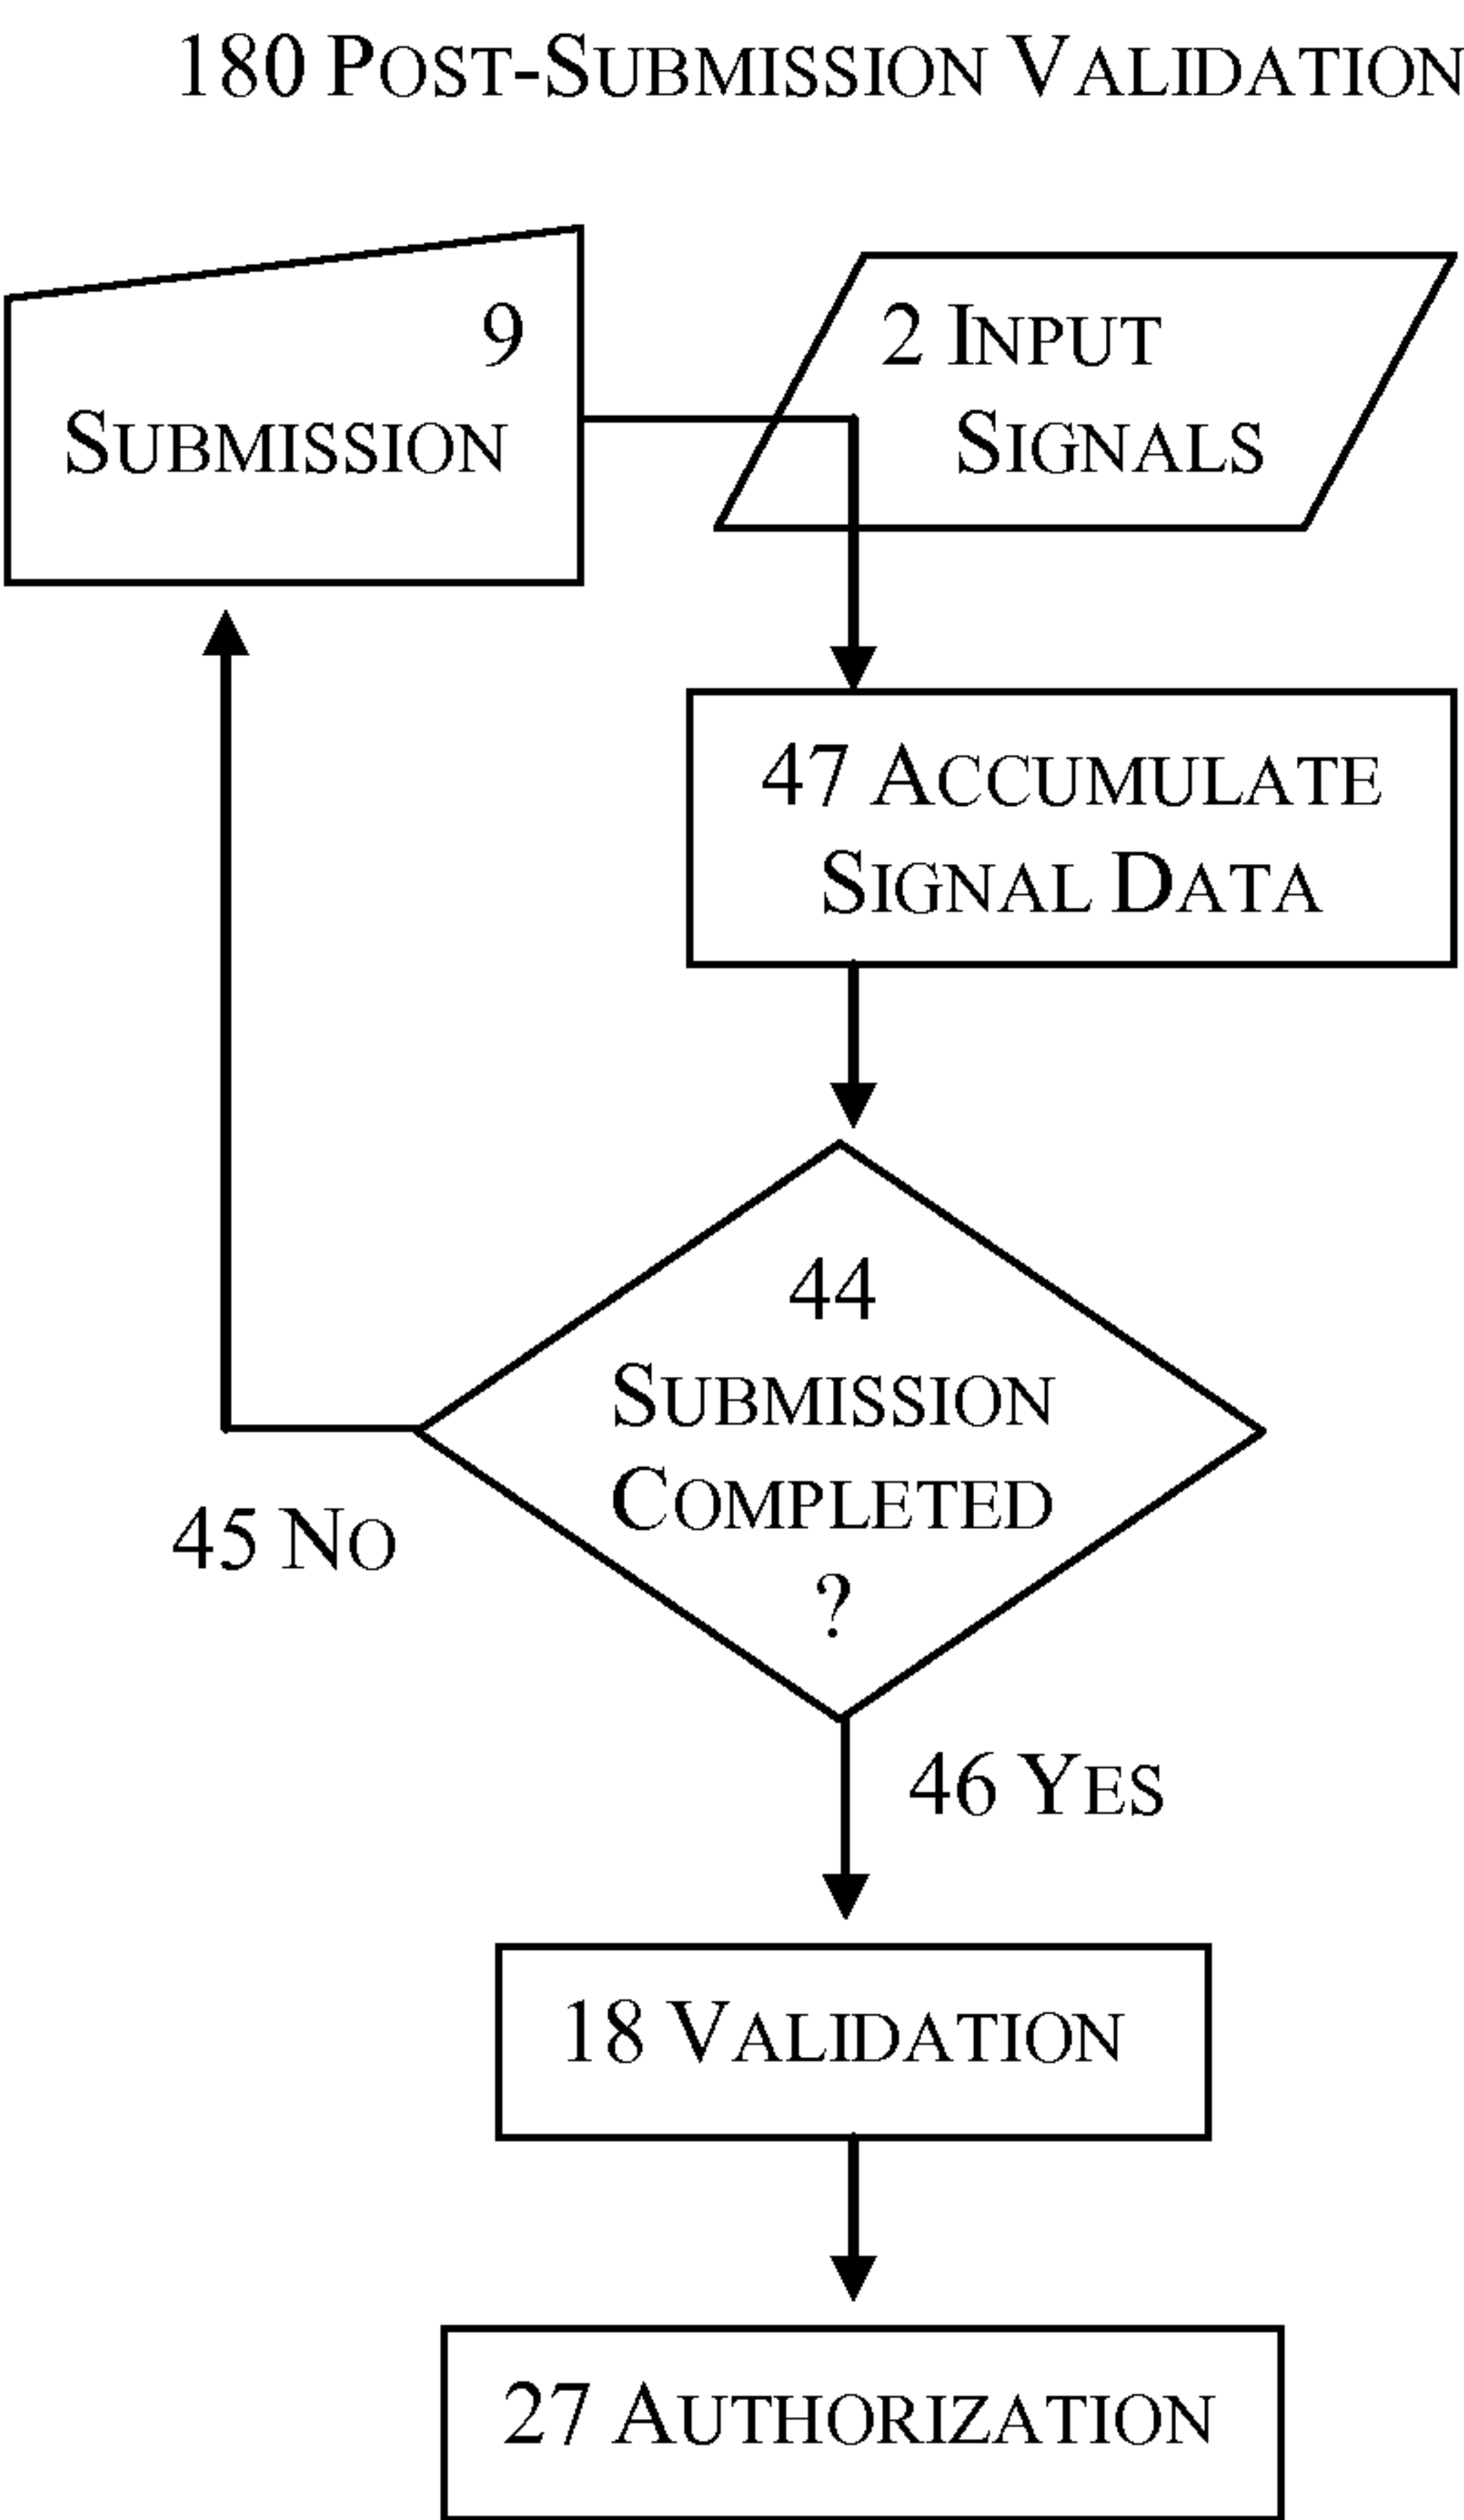 180 POST-SUBMISSION VALIDATION
9
SUBMISSION
2 INPUT
SIGNALS
47 ACCUMULATE
SIGNAL DATA
44
SUBMISSION
COMPLETED
?
45 NO
46 YES
18 VALIDATION
27 AUTHORIZATION